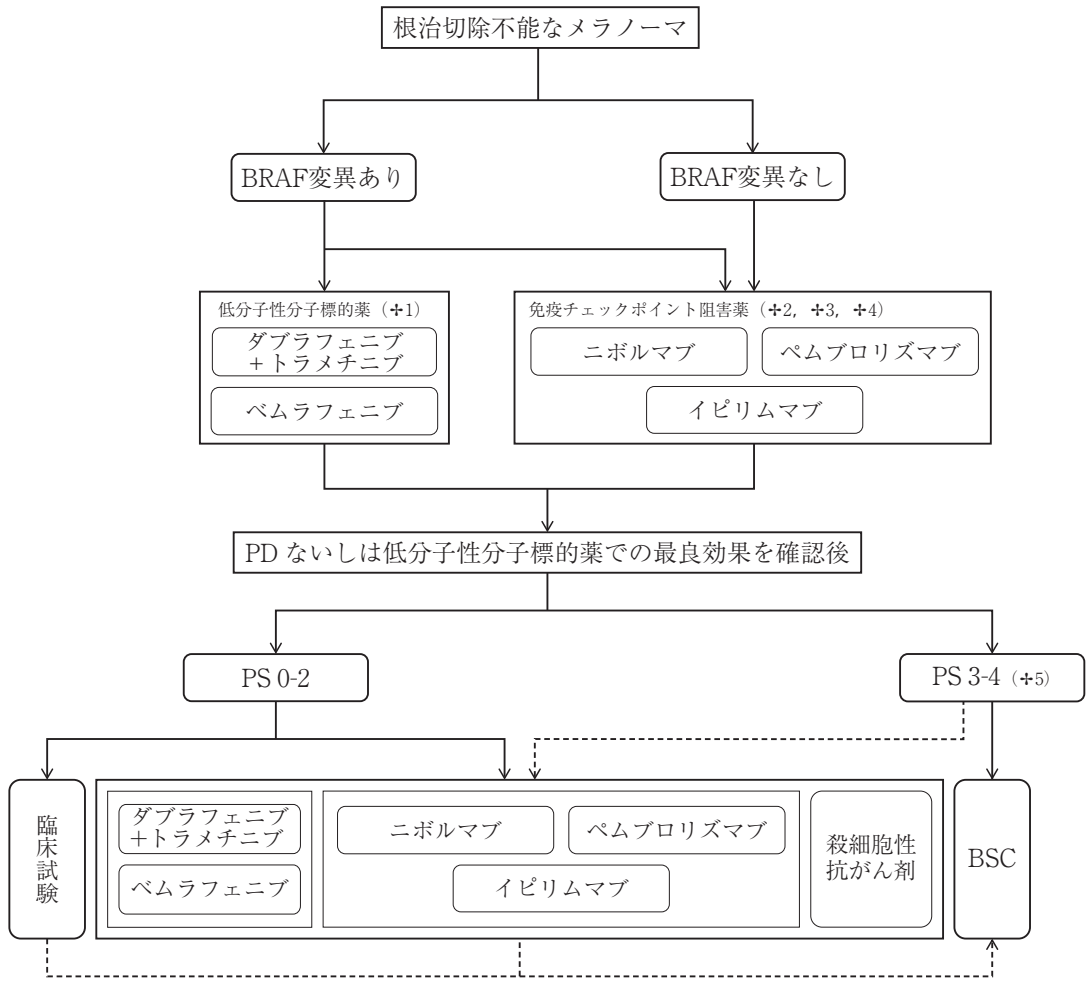 根治切除不能なメラノーマ
BRAF変異あり
BRAF変異なし
低分子性分子標的薬（✢1）
ダブラフェニブ
＋トラメチニブ
ベムラフェニブ
免疫チェックポイント阻害薬（✢2，✢3，✢4）
ニボルマブ
ペムブロリズマブ
イピリムマブ
PD ないしは低分子性分子標的薬での最良効果を確認後
PS 0-2
PS 3-4（✢5）
臨床試験
ダブラフェニブ
＋トラメチニブ
ベムラフェニブ
ニボルマブ
ペムブロリズマブ
イピリムマブ
殺細胞性
抗がん剤
BSC